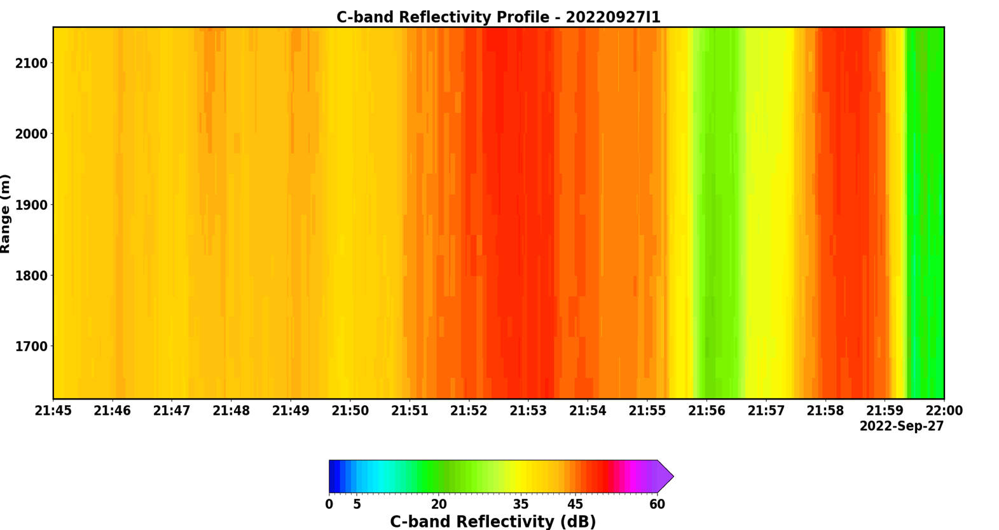 C-band Reflectivity Profile - 20220927I1
Range (m)
2100
2000
1900
1800
1700
21:45 21:46 21:47 21:48 21:49 21:50 21:51 21:52 21:53 21:54 21:55 21:56 21:57 21:58 21:59 22:00
2022-Sep-27
0 5 20 35 45 60
C-band Reflectivity (dB)